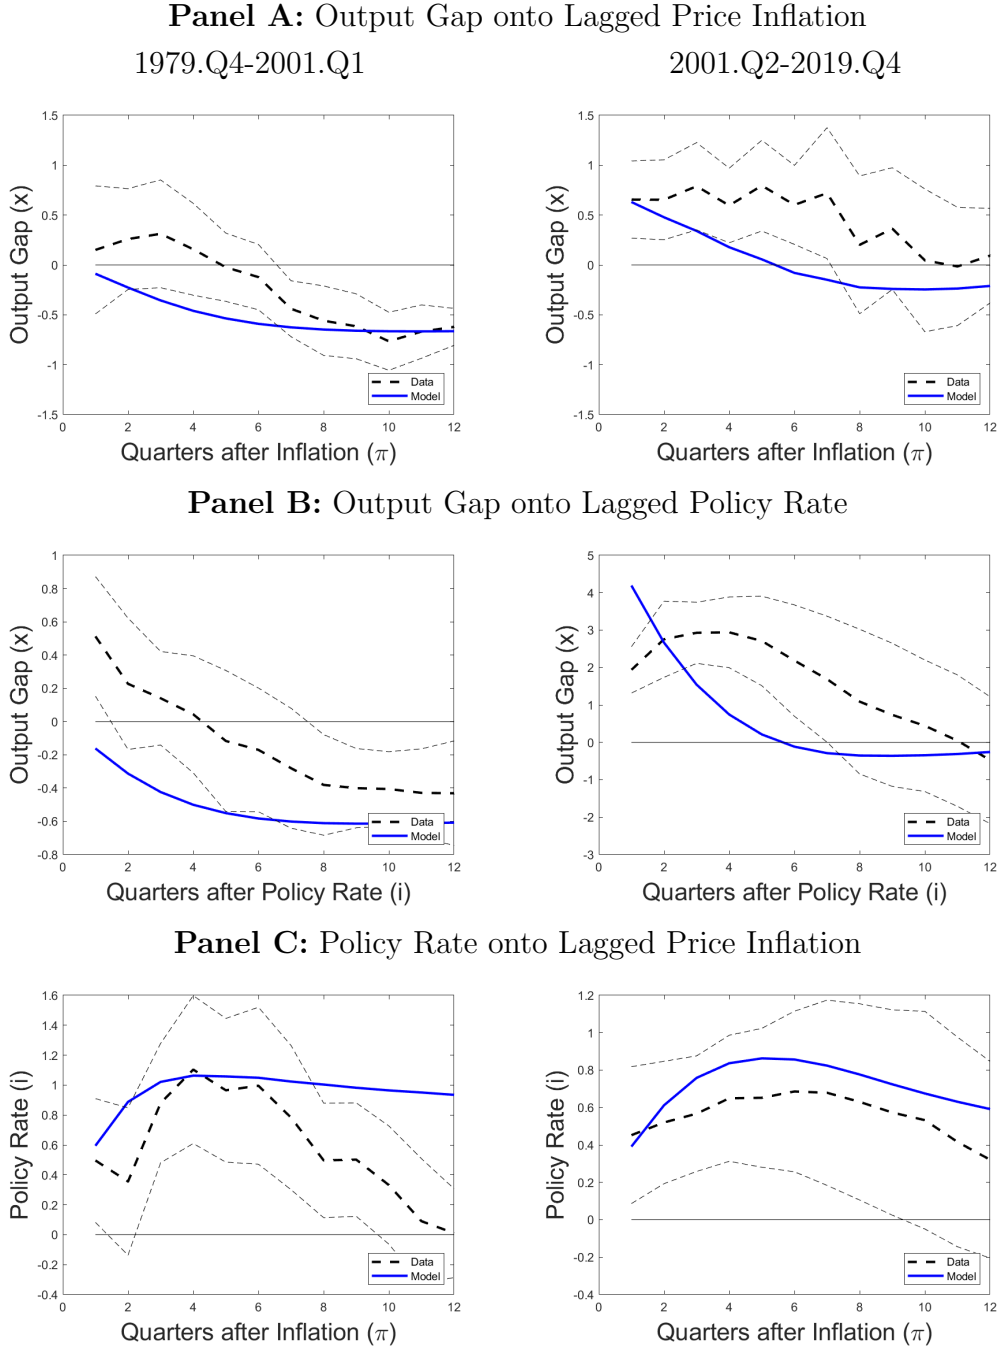 Panel A: Output Gap onto Lagged Price Inflation
1979.Q4-2001.Q1
2001.Q2-2019.Q4
Output Gap (x)
1.5
1
0.5
0
-0.5
-1
-1.5
0 2 4 6 8 10 12
Data
Model
Quarters after Inflation (π)
Output Gap (x)
1.5
1
0.5
0
-0.5
-1
-1.5
0 2 4 6 8 10 12
Data
Model
Quarters after Inflation (π)
Panel B: Output Gap onto Lagged Policy Rate
Output Gap (x)
1
0.8
0.6
0.4
0.2
0
-0.2
-0.4
-0.6
-0.8
0 2 4 6 8 10 12
Data
Model
Quarters after Policy Rate (i)
Output Gap (x)
5
4
3
2
1
0
-1
-2
-3
0 2 4 6 8 10 12
Data
Model
Quarters after Policy Rate (i)
Panel C: Policy Rate onto Lagged Price Inflation
Policy Rate (i)
1.6
1.4
1.2
1
0.8
0.6
0.4
0.2
0
-0.2
-0.4
0 2 4 6 8 10 12
Data
Model
Quarters after Inflation (π)
Policy Rate (i)
1.2
1
0.8
0.6
0.4
0.2
0
-0.2
-0.4
0 2 4 6 8 10 12
Data
Model
Quarters after Inflation (π)